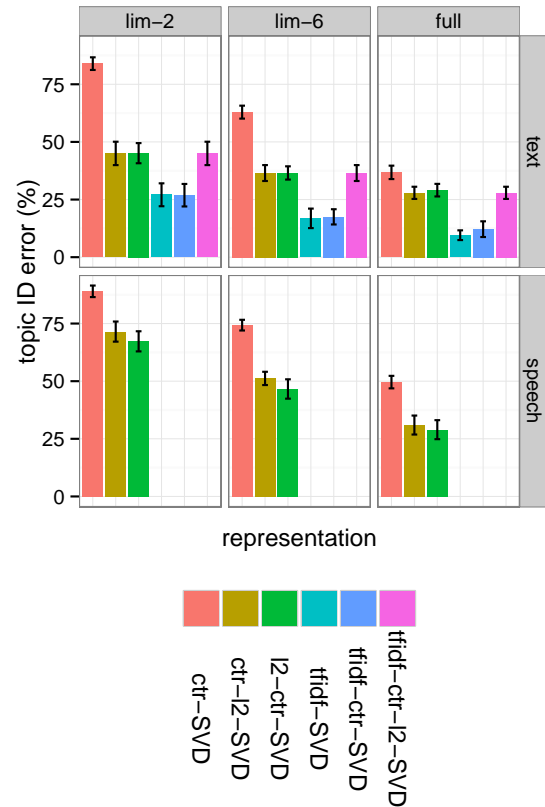 lim−2 lim−6 full
75
50
25
0
text
75
50
25
0
speech
topic ID error (%)
representation
ctr−SVD
ctr−l2−SVD
l2−ctr−SVD
tfidf−SVD
tfidf−ctr−SVD
tfidf−ctr−l2−SVD